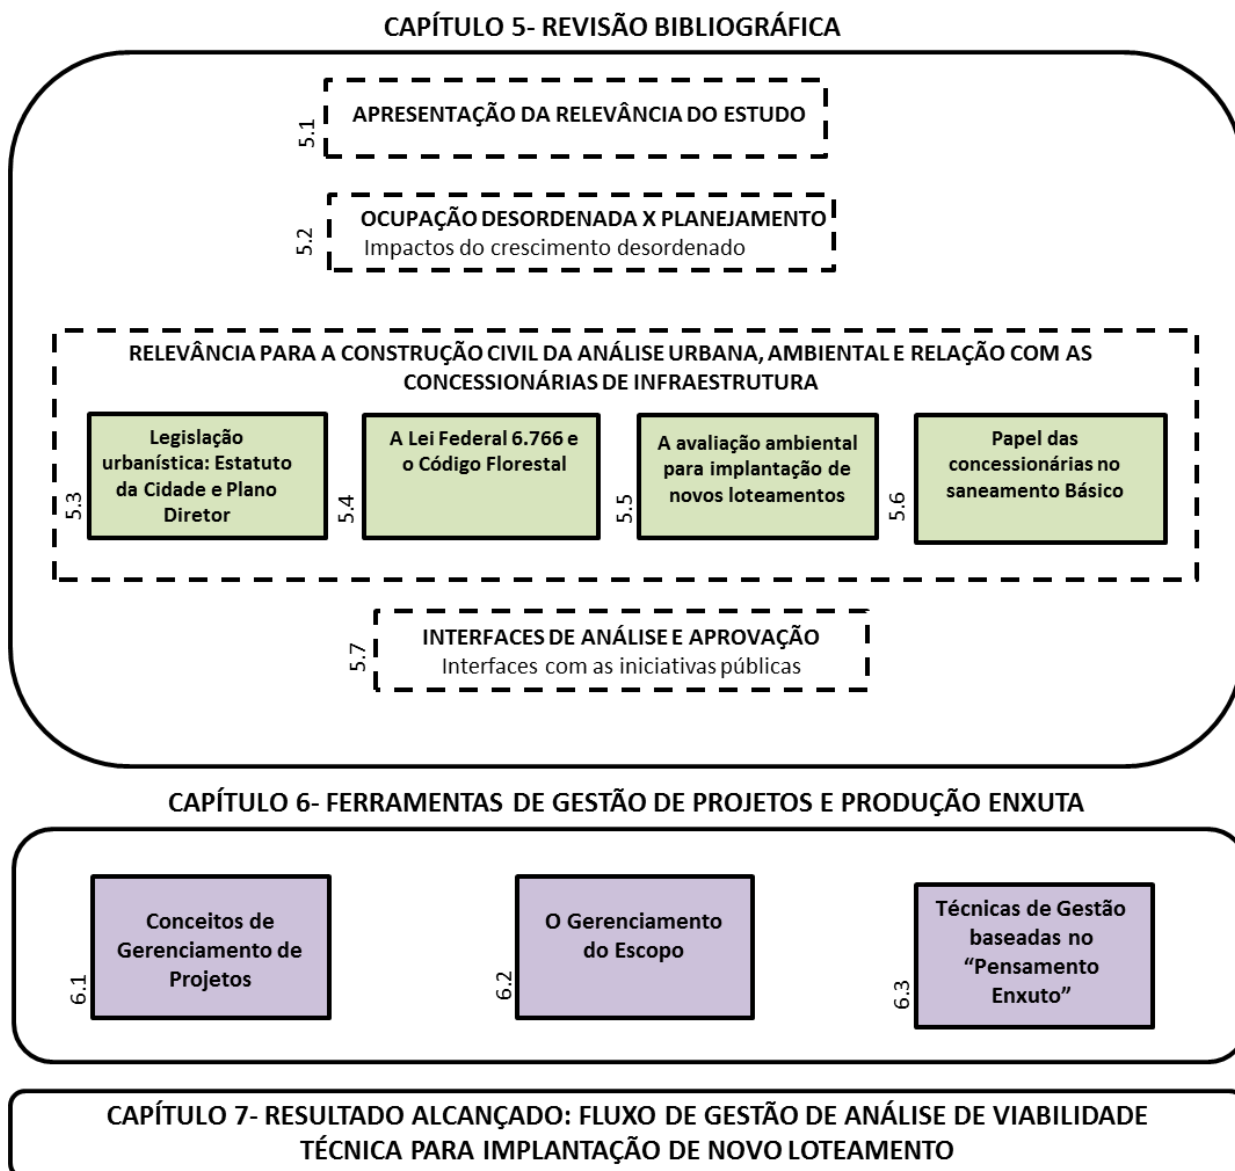 CAPÍTULO 5- REVISÃO BIBLIOGRÁFICA
5.1
APRESENTAÇÃO DA RELEVÂNCIA DO ESTUDO
5.2
OCUPAÇÃO DESORDENADA X PLANEJAMENTO
Impactos do crescimento desordenado
RELEVÂNCIA PARA A CONSTRUÇÃO CIVIL DA ANÁLISE URBANA, AMBIENTAL E RELAÇÃO COM AS
CONCESSIONÁRIAS DE INFRAESTRUTURA
5.3
Legislação
urbanística: Estatuto
da Cidade e Plano
Diretor
5.4
A Lei Federal 6.766 e
o Código Florestal
5.5
A avaliação ambiental
para implantação de
novos loteamentos
5.6
Papel das
concessionárias no
saneamento Básico
5.7
INTERFACES DE ANÁLISE E APROVAÇÃO
Interfaces com as iniciativas públicas
CAPÍTULO 6- FERRAMENTAS DE GESTÃO DE PROJETOS E PRODUÇÃO ENXUTA
6.1
Conceitos de
Gerenciamento de
Projetos
6.2
O Gerenciamento
do Escopo
6.3
Técnicas de Gestão
baseadas no
“Pensamento
Enxuto”
CAPÍTULO 7- RESULTADO ALCANÇADO: FLUXO DE GESTÃO DE ANÁLISE DE VIABILIDADE
TÉCNICA PARA IMPLANTAÇÃO DE NOVO LOTEAMENTO